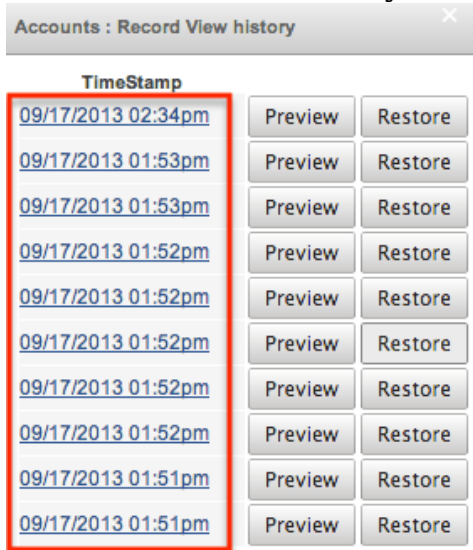 Accounts : Record View history
TimeStamp
09/17/2013 02:34pm Preview Restore
09/17/2013 01:53pm Preview Restore
09/17/2013 01:53pm Preview Restore
09/17/2013 01:52pm Preview Restore
09/17/2013 01:52pm Preview Restore
09/17/2013 01:52pm Preview Restore
09/17/2013 01:52pm Preview Restore
09/17/2013 01:52pm Preview Restore
09/17/2013 01:51pm Preview Restore
09/17/2013 01:51pm Preview Restore